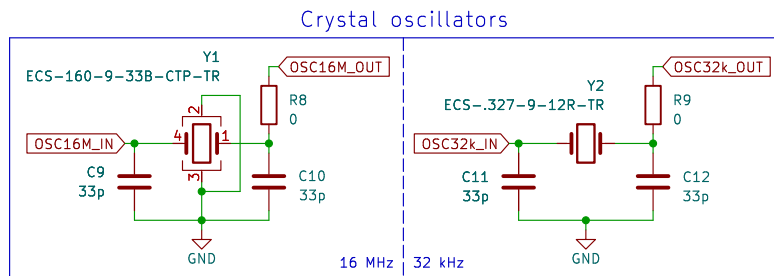 Crystal oscillators
Y1
ECS-160-9-33B-CTP-TR
OSC16M_OUT
R8
0
OSC16M_IN
2
4
1
3
C9
33p
C10
33p
GND
16 MHz
Y2
ECS-.327-9-12R-TR
OSC32k_OUT
R9
0
OSC32k_IN
C11
33p
C12
33p
GND
32 kHz